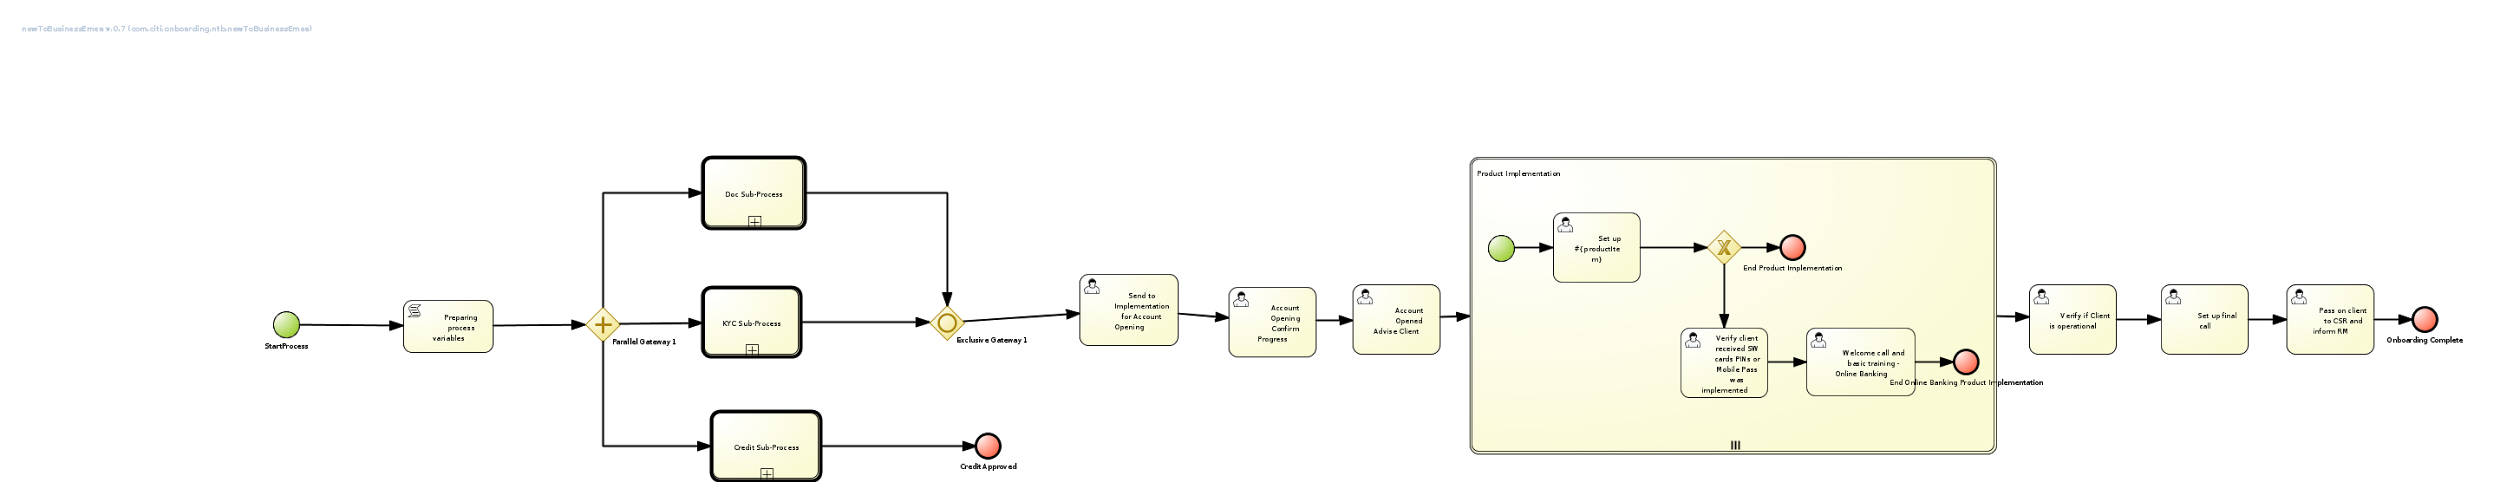 newToBusinessEmea v.0.7 (com.citi.onboarding.ntb.newToBusinessEmea)
StartProcess
Preparing
process
variables
Parallel Gateway 1
Doc Sub-Process
KYC Sub-Process
Credit Sub-Process
Exclusive Gateway 1
Credit Approved
Send to
Implementation
for Account
Opening
Account
Opening
Confirm
Progress
Account
Opened
Advise Client
Product Implementation
Set up
#{productIte
m}
End Product Implementation
Verify client
received SW
cards PINs or
Mobile Pass
was
implemented
Welcome call and
basic training -
Online Banking
End Online Banking Product Implementation
Verify if Client
is operational
Set up final
call
Pass on client
to CSR and
inform RM
Onboarding Complete